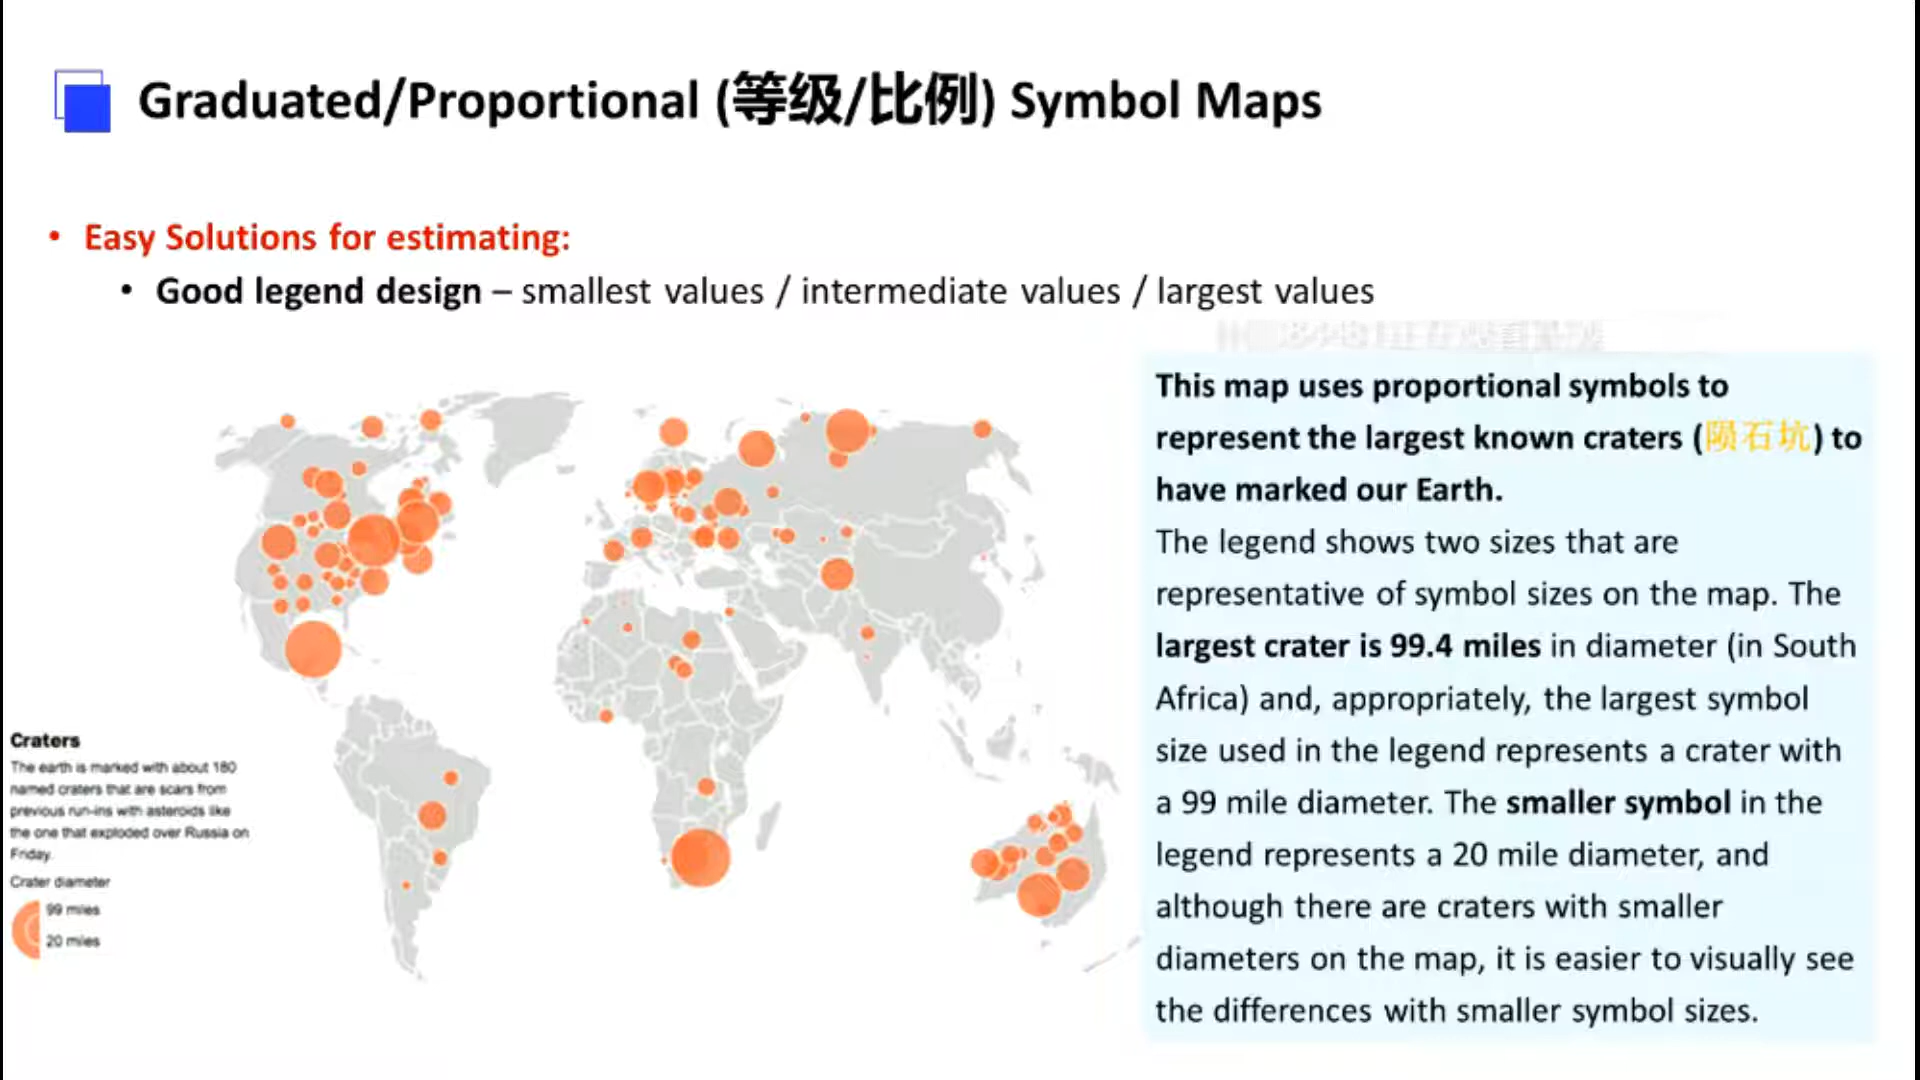 Graduated/Proportional (等级/比例) Symbol Maps
• Easy Solutions for estimating:
• Good legend design – smallest values / intermediate values / largest values
This map uses proportional symbols to
represent the largest known craters (陨石坑) to
have marked our Earth.
The legend shows two sizes that are
representative of symbol sizes on the map. The
largest crater is 99.4 miles in diameter (in South
Africa) and, appropriately, the largest symbol
size used in the legend represents a crater with
a 99 mile diameter. The smaller symbol in the
legend represents a 20 mile diameter, and
although there are craters with smaller
diameters on the map, it is easier to visually see
the differences with smaller symbol sizes.
Craters
The earth is marked with about 180
named craters that are scars from
previous run-ins with asteroids like
the one that exploded over Russia on
Friday.
Crater diameter
99 miles
20 miles